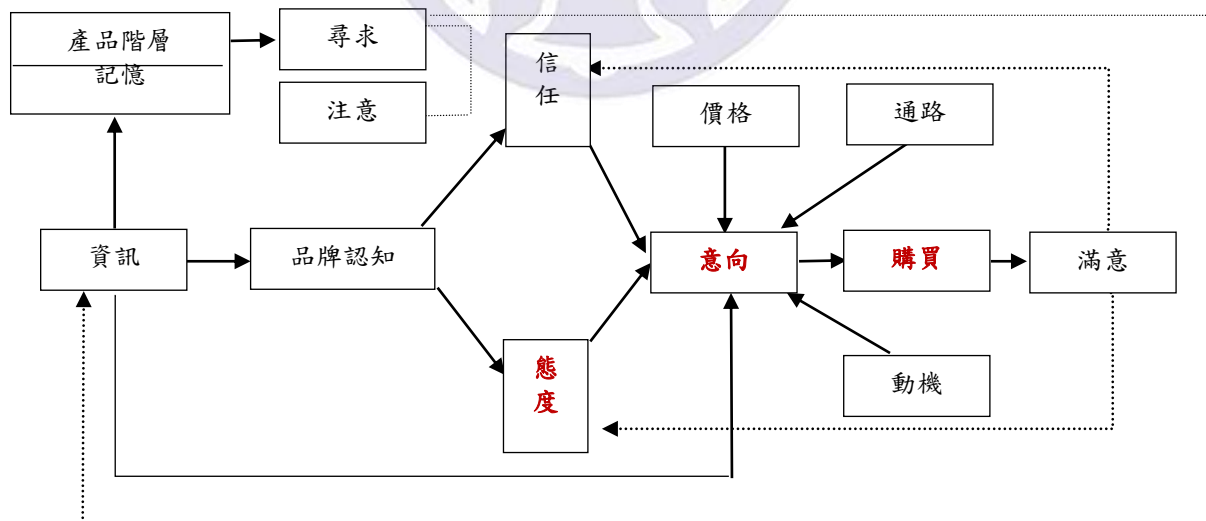 產品階層
記憶
尋求
注意
信
任
價格
通路
資訊
品牌認知
意向
購買
滿意
態
度
動機